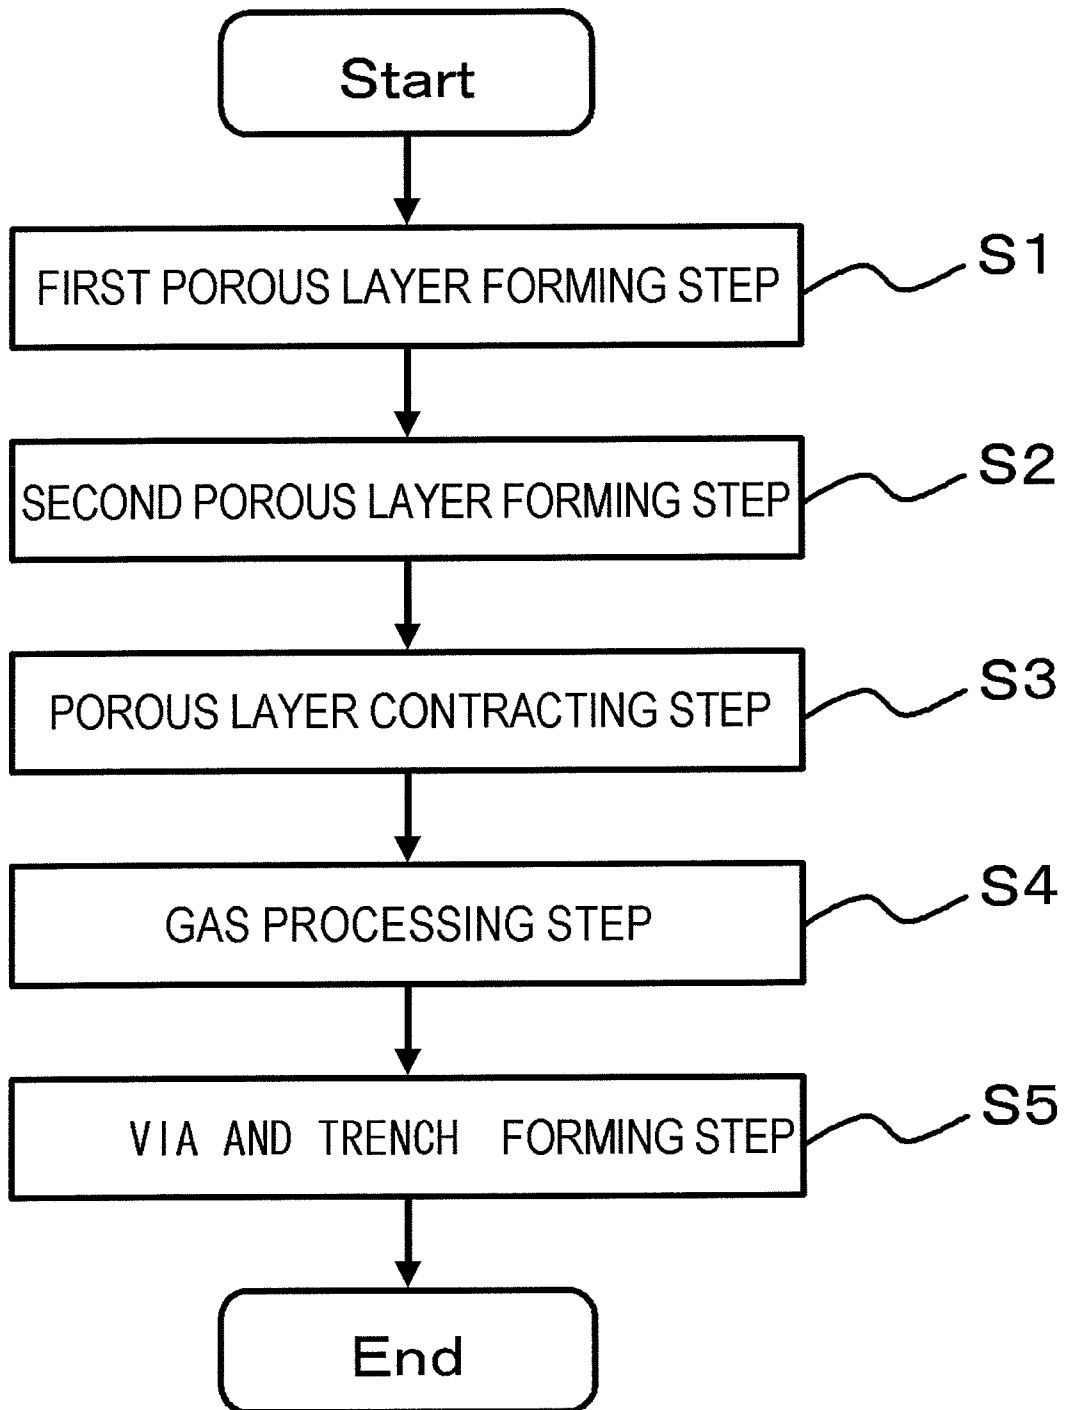 Start
FIRST POROUS LAYER FORMING STEP
S1
SECOND POROUS LAYER FORMING STEP
S2
POROUS LAYER CONTRACTING STEP
S3
GAS PROCESSING STEP
S4
VIA AND TRENCH FORMING STEP
S5
End